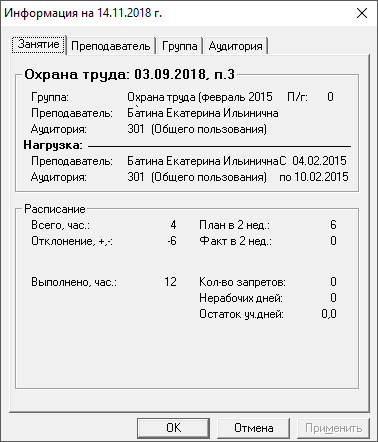 Информация на 14.11.2018 г.
Занятие Преподаватель Группа Аудитория
Охрана труда: 03.09.2018, п.3
Группа: Охрана труда (февраль 2015 П/г: 0
Преподаватель: Батина Екатерина Ильинична
Аудитория: 301 (Общего пользования)
Нагрузка:
Преподаватель: Батина Екатерина Ильинична С 04.02.2015
Аудитория: 301 (Общего пользования) по 10.02.2015
Расписание
Всего, час.: 4 План в 2 нед.: 6
Отклонение, +,-: -6 Факт в 2 нед.: 0
Выполнено, час.: 12 Кол-во запретов: 0
Нерабочих дней: 0
Остаток уч.дней: 0,0
OK Отмена Применить